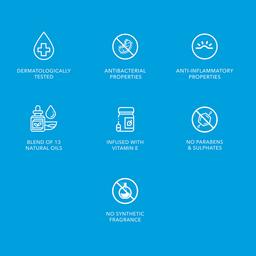 DERMATOLOGICALLY
TESTED
ANTIBACTERIAL
PROPERTIES
ANTI-INFLAMMATORY
PROPERTIES
BLEND OF 13
NATURAL OILS
INFUSED WITH
VITAMIN E
NO PARABENS
& SULPHATES
NO SYNTHETIC
FRAGRANCE